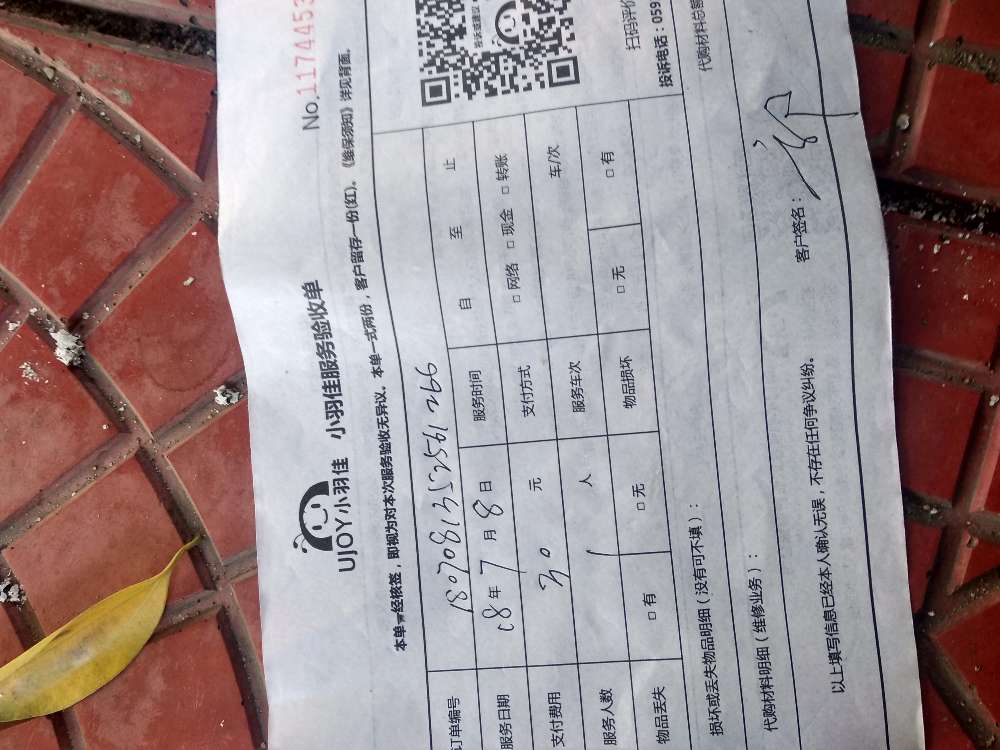 No.11744453
UJOY小羽佳 小羽佳服务验收单
本单一经核签，即视为对本次服务验收无异议。本单一式两份，客户留存一份(红)。《维保须知》详见背面。
扫码评价
投诉电话：059
订单编号 1807081352561266
服务日期 18年 7 月 8 日 服务时间 自 至 止
支付费用 30 元 支付方式 □ 网络 □ 现金 □ 转账
服务人数 1 人 服务车次 车/次
物品丢失 □ 有 □ 无 物品损坏 □ 无 □ 有
损坏或丢失物品明细（没有可不填）：
代购材料明细（维修业务）： 代购材料总额
以上填写信息已经本人确认无误，不存在任何争议纠纷。 客户签名：